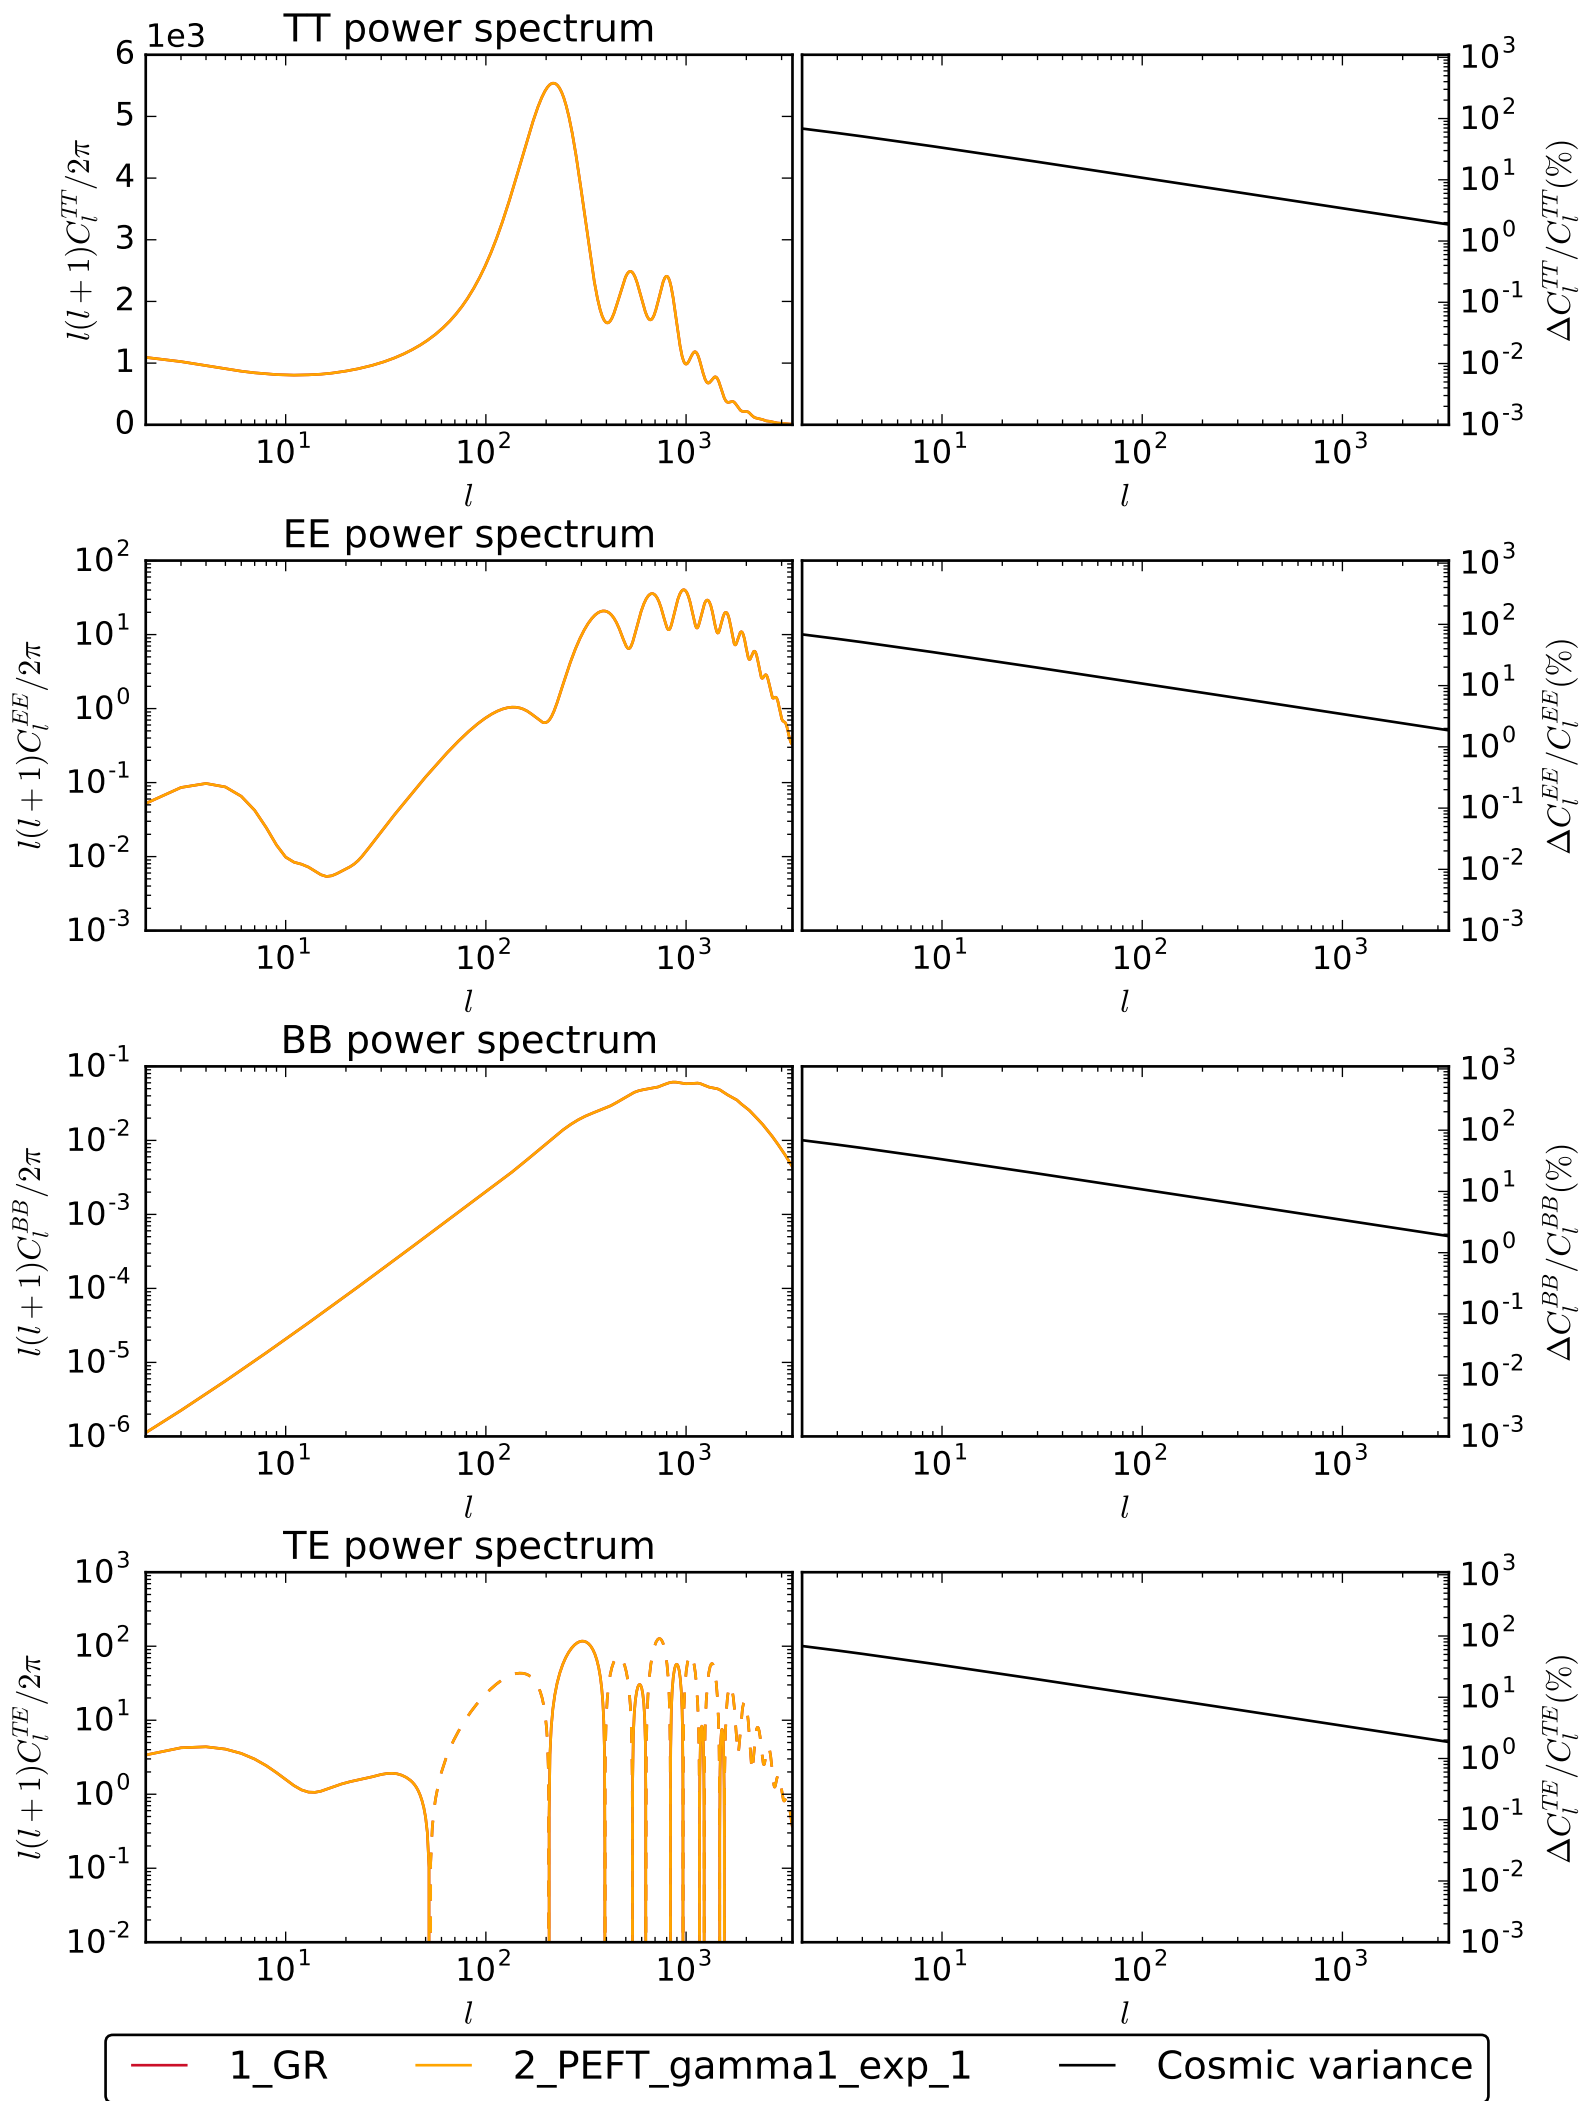 TT power spectrum
1e3
6
5
4
3
2
1
0
l(l+1)C_l^{TT}/2π
10^1 10^2 10^3
l
10^3
10^2
10^1
10^0
10^-1
10^-2
10^-3
ΔC_l^{TT}/C_l^{TT}(%)
10^1 10^2 10^3
l
EE power spectrum
10^2
10^1
10^0
10^-1
10^-2
10^-3
l(l+1)C_l^{EE}/2π
10^1 10^2 10^3
l
10^3
10^2
10^1
10^0
10^-1
10^-2
10^-3
ΔC_l^{EE}/C_l^{EE}(%)
10^1 10^2 10^3
l
BB power spectrum
10^-1
10^-2
10^-3
10^-4
10^-5
10^-6
l(l+1)C_l^{BB}/2π
10^1 10^2 10^3
l
10^3
10^2
10^1
10^0
10^-1
10^-2
10^-3
ΔC_l^{BB}/C_l^{BB}(%)
10^1 10^2 10^3
l
TE power spectrum
10^3
10^2
10^1
10^0
10^-1
10^-2
l(l+1)C_l^{TE}/2π
10^1 10^2 10^3
l
10^3
10^2
10^1
10^0
10^-1
10^-2
10^-3
ΔC_l^{TE}/C_l^{TE}(%)
10^1 10^2 10^3
l
1_GR 2_PEFT_gamma1_exp_1 Cosmic variance